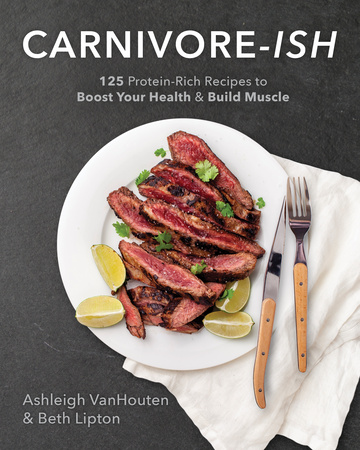 CARNIVORE-ISH
125 Protein-Rich Recipes to
Boost Your Health & Build Muscle
Ashleigh VanHouten
& Beth Lipton